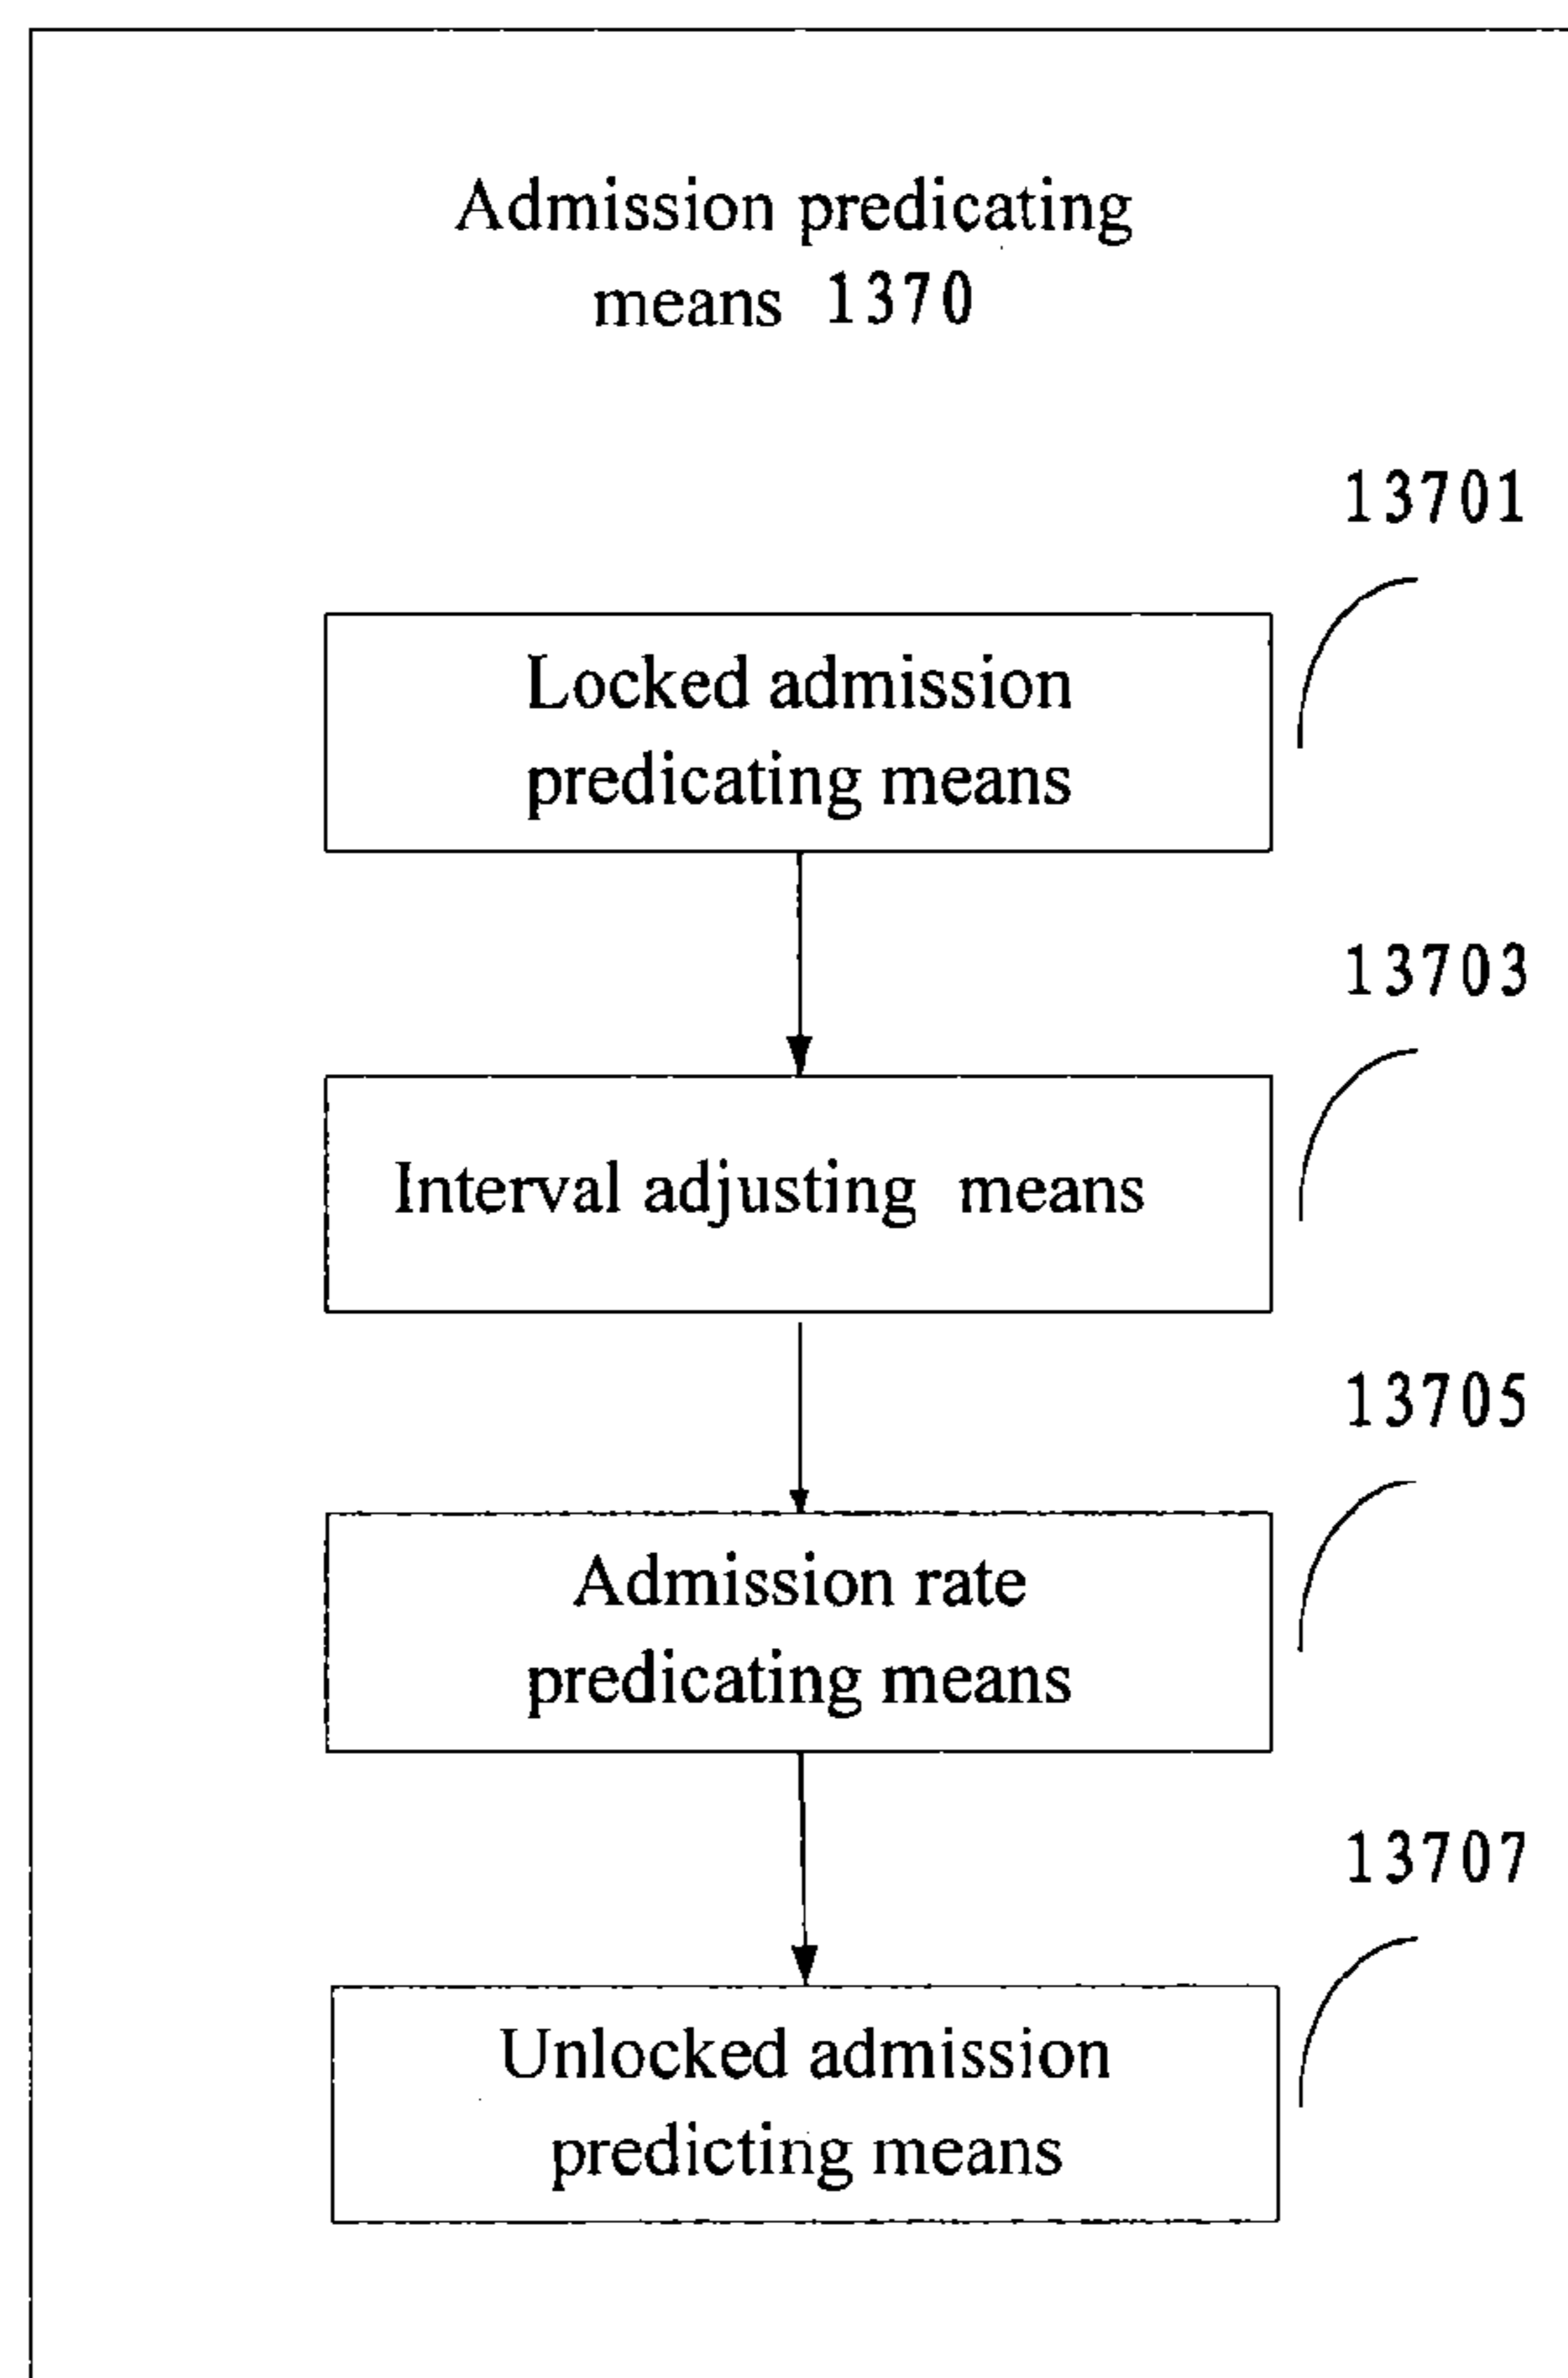 Admission predicating
means 1370
13701
Locked admission
predicating means
13703
Interval adjusting means
13705
Admission rate
predicating means
13707
Unlocked admission
predicting means